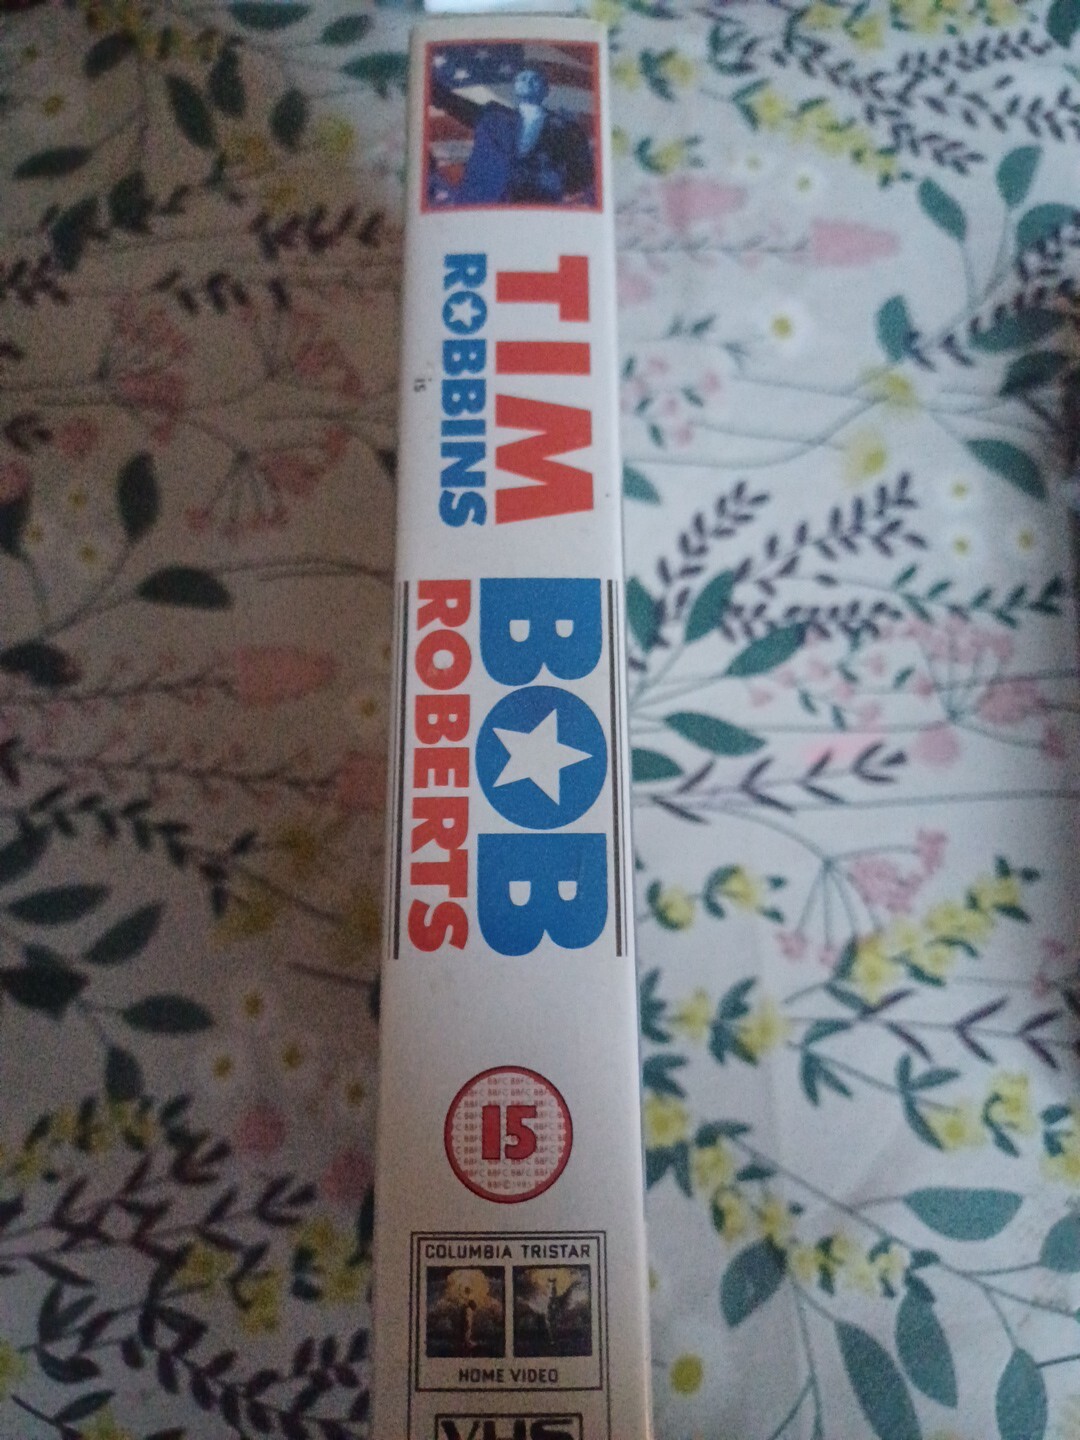 TIM
ROBBINS
is
BOB
ROBERTS
15
COLUMBIA TRISTAR
HOME VIDEO
VHS